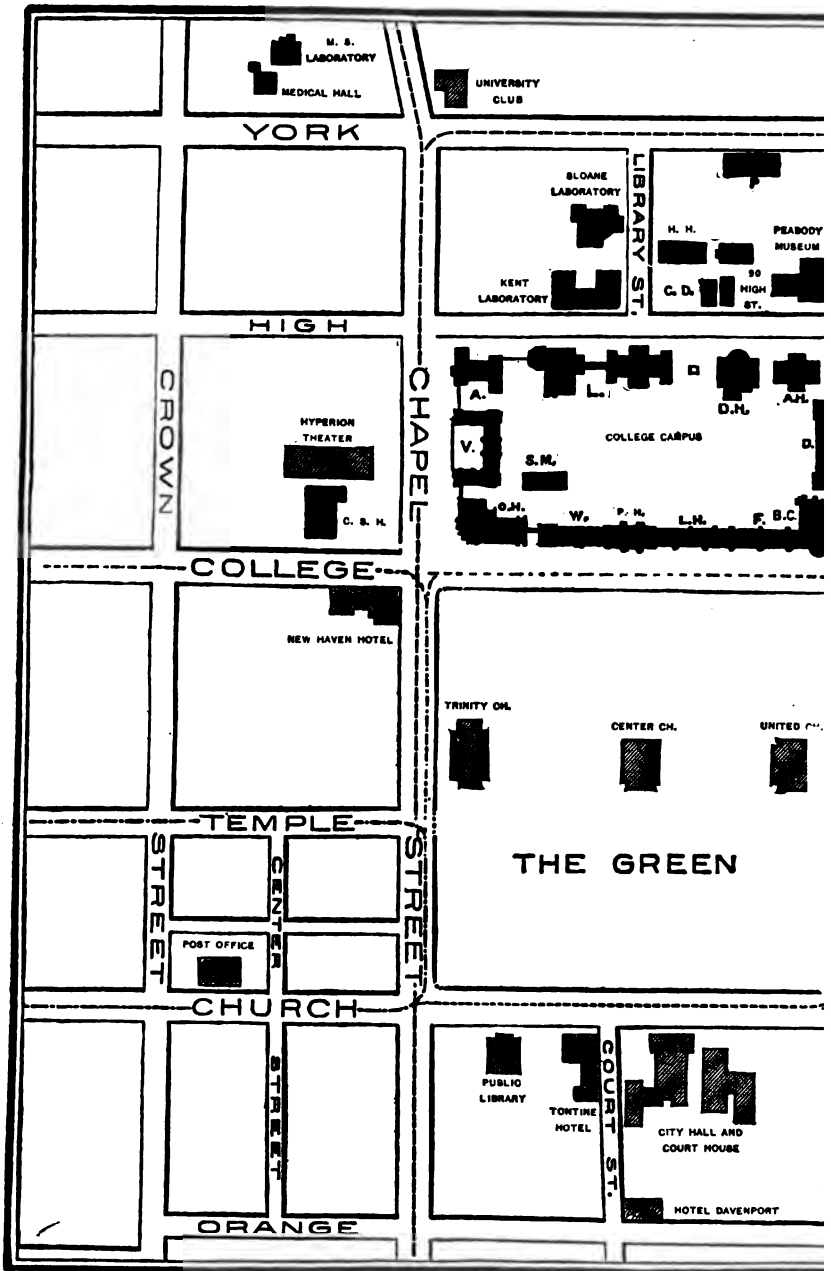 M. S.
LABORATORY
MEDICAL HALL
UNIVERSITY
CLUB
YORK
LIBRARY ST.
SLOANE
LABORATORY
P
H. H.
PEABODY
MUSEUM
KENT
LABORATORY
C. D.
90
HIGH
ST.
HIGH
CROWN
CHAPEL
A.
L.
D.H.
A.H.
HYPERION
THEATER
COLLEGE CAMPUS
V.
D.
S.M.
C. S. H.
O.H.
W.
P. H.
L.H.
F.
B.C.
COLLEGE
NEW HAVEN HOTEL
TRINITY CH.
CENTER CH.
UNITED CH.
TEMPLE
STREET
CENTER
STREET
THE GREEN
POST OFFICE
CHURCH
STREET
PUBLIC
LIBRARY
TONTINE
HOTEL
COURT ST.
CITY HALL AND
COURT HOUSE
HOTEL DAVENPORT
ORANGE